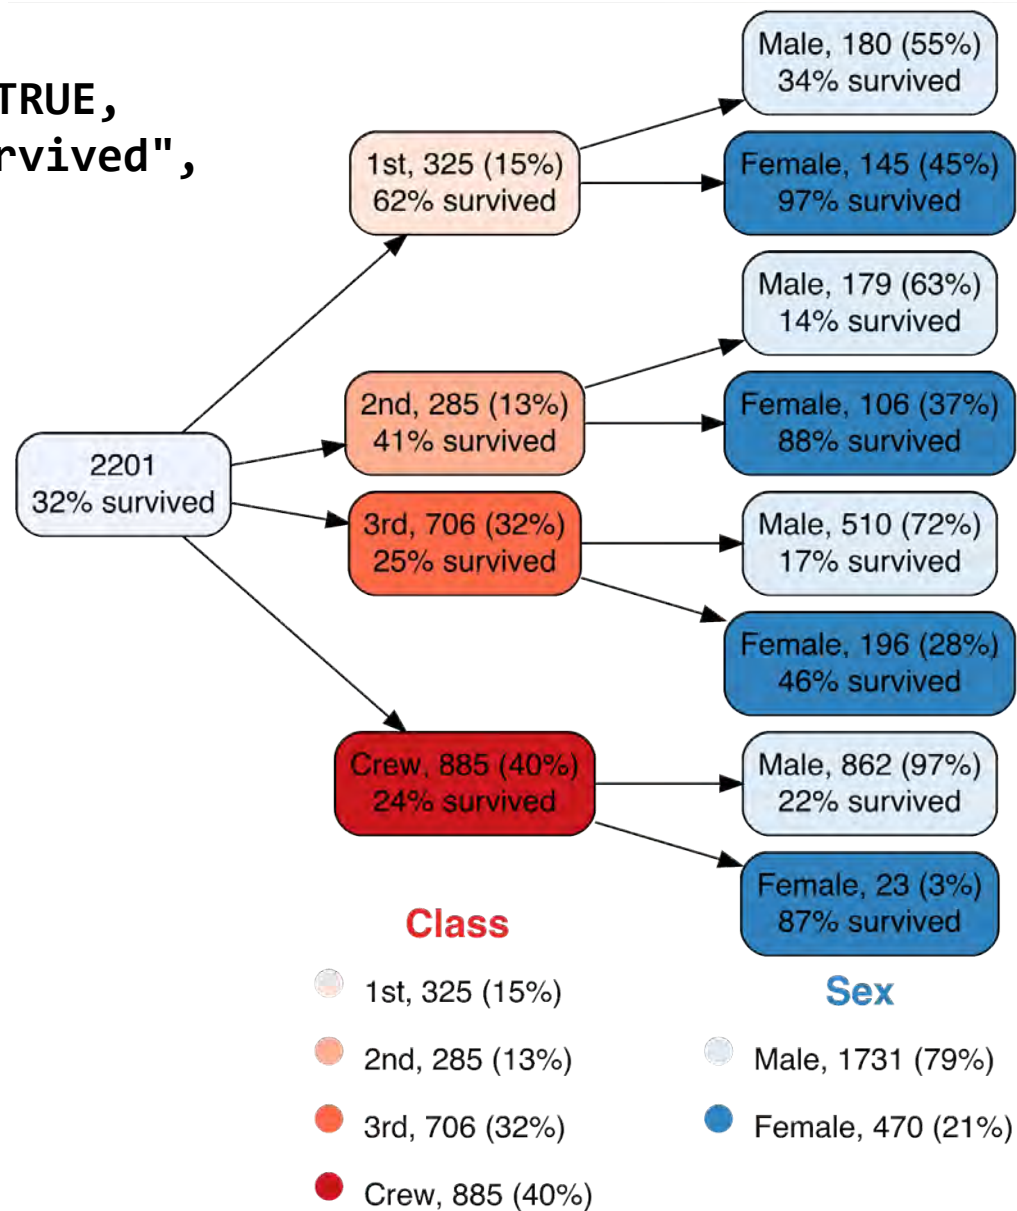 TRUE,
rvived",
2201
32% survived
1st, 325 (15%)
62% survived
2nd, 285 (13%)
41% survived
3rd, 706 (32%)
25% survived
Crew, 885 (40%)
24% survived
Male, 180 (55%)
34% survived
Female, 145 (45%)
97% survived
Male, 179 (63%)
14% survived
Female, 106 (37%)
88% survived
Male, 510 (72%)
17% survived
Female, 196 (28%)
46% survived
Male, 862 (97%)
22% survived
Female, 23 (3%)
87% survived
Class
1st, 325 (15%)
2nd, 285 (13%)
3rd, 706 (32%)
Crew, 885 (40%)
Sex
Male, 1731 (79%)
Female, 470 (21%)